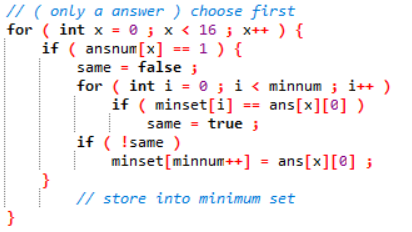 // ( only a answer ) choose first
for ( int x = 0 ; x < 16 ; x++ ) {
if ( ansnum[x] == 1 ) {
same = false ;
for ( int i = 0 ; i < minnum ; i++ )
if ( minset[i] == ans[x][0] )
same = true ;
if ( !same )
minset[minnum++] = ans[x][0] ;
}
// store into minimum set
}